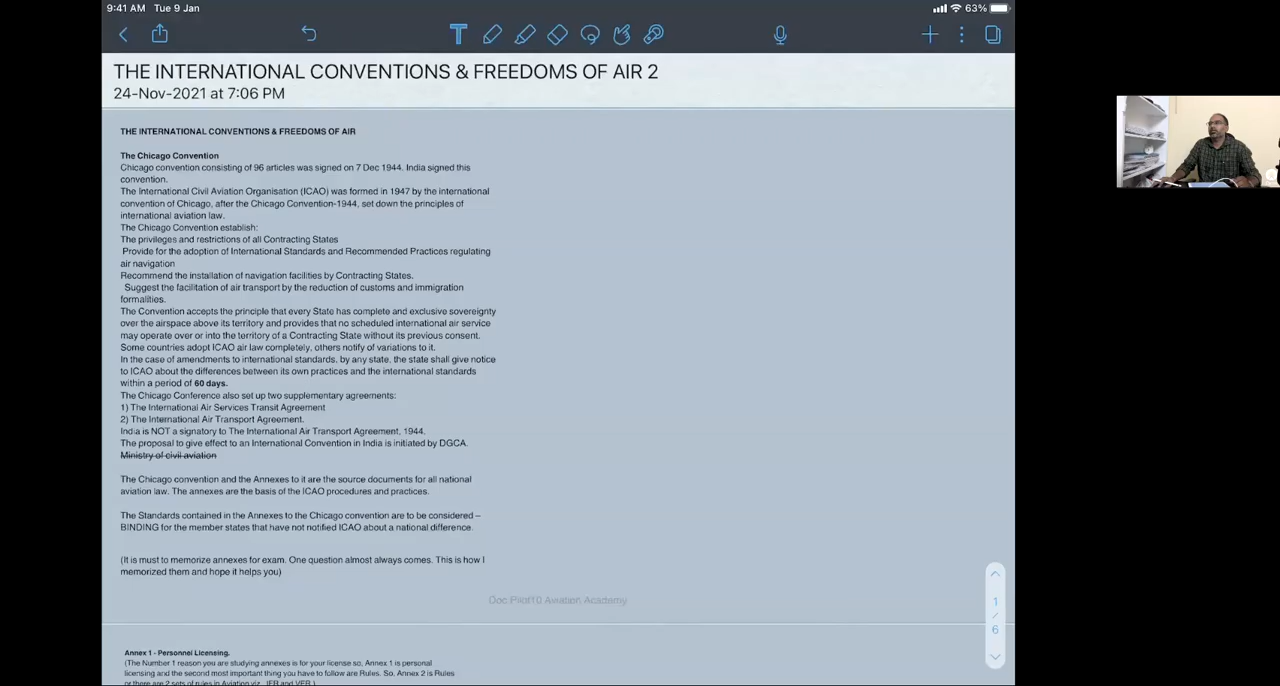 9:41 AM Tue 9 Jan
63%
THE INTERNATIONAL CONVENTIONS & FREEDOMS OF AIR 2
24-Nov-2021 at 7:06 PM
THE INTERNATIONAL CONVENTIONS & FREEDOMS OF AIR
The Chicago Convention
Chicago convention consisting of 96 articles was signed on 7 Dec 1944. India signed this
convention.
The International Civil Aviation Organisation (ICAO) was formed in 1947 by the international
convention of Chicago, after the Chicago Convention-1944, set down the principles of
international aviation law.
The Chicago Convention establish:
The privileges and restrictions of all Contracting States
Provide for the adoption of International Standards and Recommended Practices regulating
air navigation
Recommend the installation of navigation facilities by Contracting States.
Suggest the facilitation of air transport by the reduction of customs and immigration
formalities.
The Convention accepts the principle that every State has complete and exclusive sovereignty
over the airspace above its territory and provides that no scheduled international air service
may operate over or into the territory of a Contracting State without its previous consent.
Some countries adopt ICAO air law completely, others notify of variations to it.
In the case of amendments to international standards, by any state, the state shall give notice
to ICAO about the differences between its own practices and the international standards
within a period of 60 days.
The Chicago Conference also set up two supplementary agreements:
1) The International Air Services Transit Agreement
2) The International Air Transport Agreement.
India is NOT a signatory to The International Air Transport Agreement, 1944.
The proposal to give effect to an International Convention in India is initiated by DGCA.
Ministry of civil aviation
The Chicago convention and the Annexes to it are the source documents for all national
aviation law. The annexes are the basis of the ICAO procedures and practices.
The Standards contained in the Annexes to the Chicago convention are to be considered –
BINDING for the member states that have not notified ICAO about a national difference.
(It is must to memorize annexes for exam. One question almost always comes. This is how I
memorized them and hope it helps you)
Doc.Pilot10 Aviation Academy
1
/
6
Annex 1 - Personnel Licensing.
(The Number 1 reason you are studying annexes is for your license so, Annex 1 is personal
licensing and the second most important thing you have to follow are Rules. So, Annex 2 is Rules
or there are 2 sets of rules in Aviation viz., IFR and VFR.)